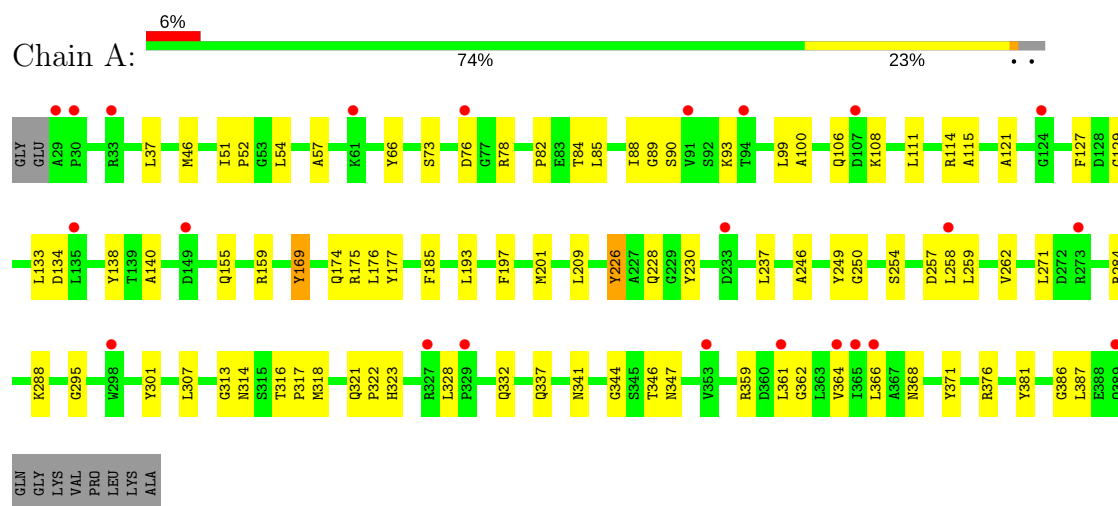 6%
Chain A:
74% 23% • •
GLY GLU A29 P30 R33 L37 M46 I51 P52 G53 L54 A57 K61 Y66 S73 D76 G77 R78 P82 E83 T84 L85 I88 G89 S90 V91 S92 K93 T94 L99 A100 Q106 D107 K108 L111 R114 A115 A121 G124 F127 D128
L133 D134 L135 Y138 T139 A140 D149 Q155 R159 Y169 Q174 R175 L176 Y177 F185 L193 F197 M201 L209 Y226 A227 Q228 G229 Y230 D233 L237 A246 Y249 G250 S254 D257 L258 L259 V262 L271 D272 R273
K288 G295 W298 Y301 L307 G313 N314 S315 T316 P317 M318 Q321 P322 H323 R327 L328 P329 Q332 Q337 N341 G344 S345 T346 N347 V353 R359 D360 L361 G362 L363 V364 I365 L366 A367 N368 Y371 R376 Y381 G386 L387 E388
GLN GLY LYS VAL PRO LEU LYS ALA